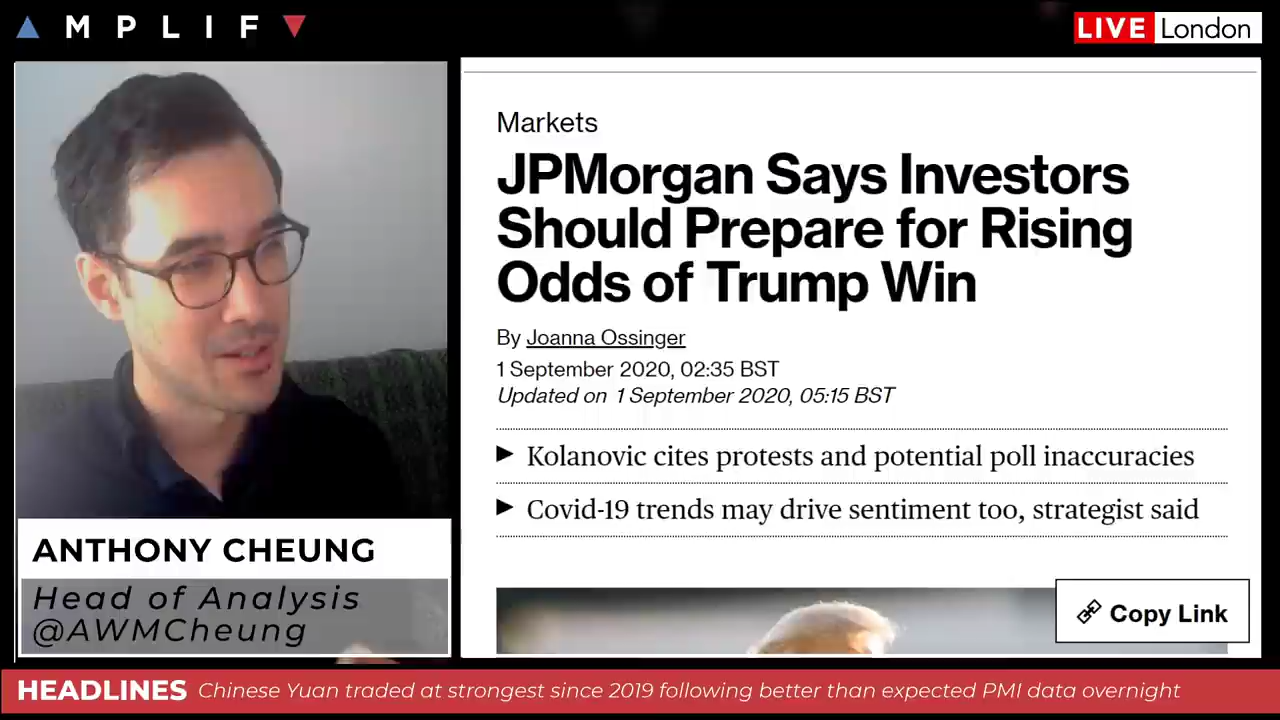 ▲ M P L I F ▼
LIVE London
Markets
JPMorgan Says Investors
Should Prepare for Rising
Odds of Trump Win
By Joanna Ossinger
1 September 2020, 02:35 BST
Updated on 1 September 2020, 05:15 BST
► Kolanovic cites protests and potential poll inaccuracies
► Covid-19 trends may drive sentiment too, strategist said
Copy Link
ANTHONY CHEUNG
Head of Analysis
@AWMCheung
HEADLINES Chinese Yuan traded at strongest since 2019 following better than expected PMI data overnight